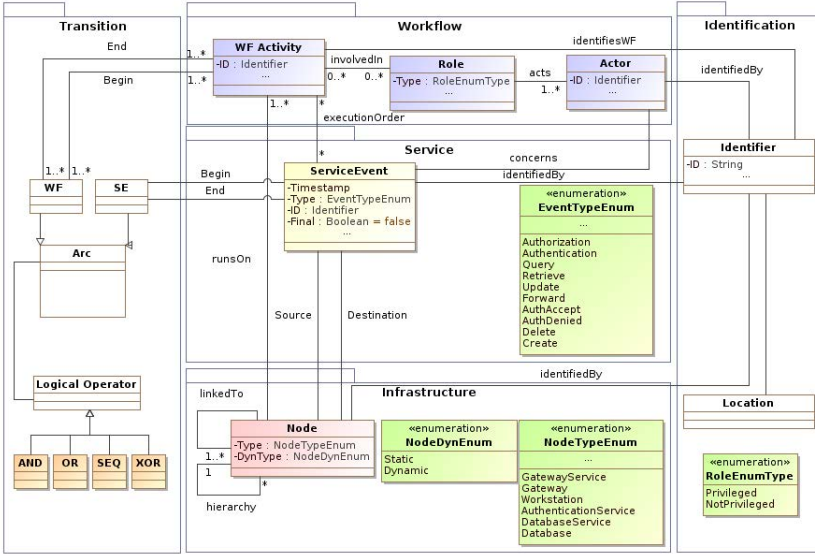 Transition
End
Begin
1..*
1..*
1..*
1..*
WF
SE
Arc
Logical Operator
AND
OR
SEQ
XOR
Workflow
WF Activity
-ID : Identifier
...
involvedIn
0..*
0..*
Role
-Type : RoleEnumType
...
acts
1..*
Actor
-ID : Identifier
...
identifiesWF
identifiedBy
1..*
*
executionOrder
Service
*
Begin
End
ServiceEvent
-Timestamp
-Type : EventTypeEnum
-ID : Identifier
-Final : Boolean = false
...
concerns
identifiedBy
«enumeration»
EventTypeEnum
...
Authorization
Authentication
Query
Retrieve
Update
Forward
AuthAccept
AuthDenied
Delete
Create
runsOn
Source
Destination
identifiedBy
Infrastructure
linkedTo
1..*
1
hierarchy
*
Node
-Type : NodeTypeEnum
-DynType : NodeDynEnum
«enumeration»
NodeDynEnum
Static
Dynamic
«enumeration»
NodeTypeEnum
...
GatewayService
Gateway
Workstation
AuthenticationService
DatabaseService
Database
Identification
Identifier
-ID : String
...
Location
«enumeration»
RoleEnumType
Privileged
NotPrivileged